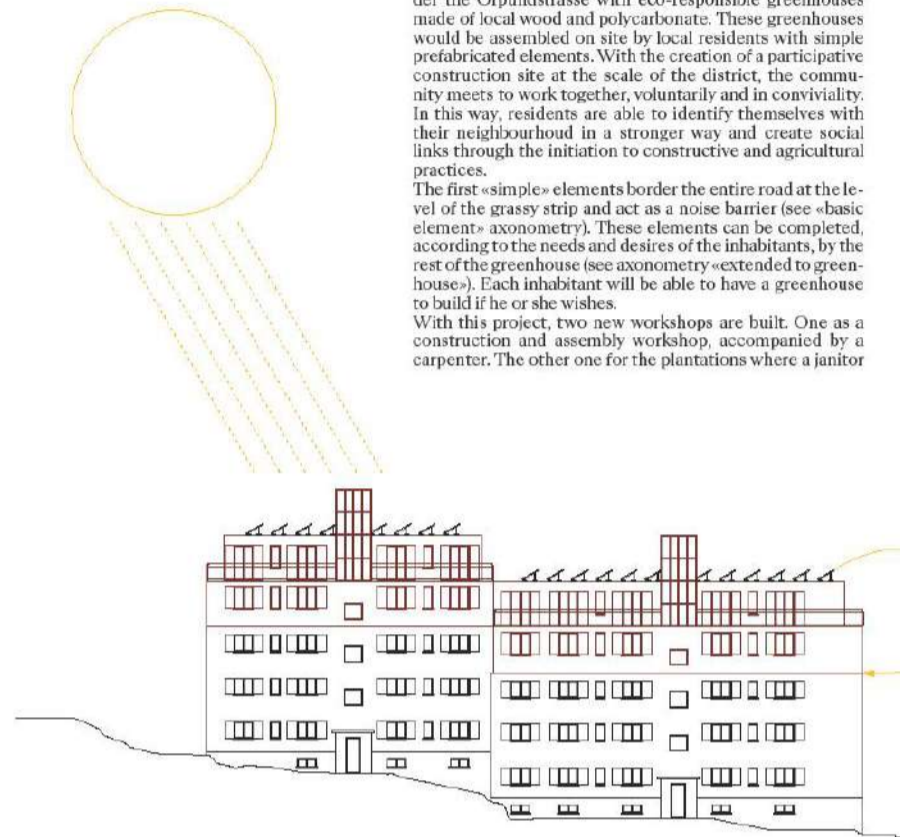 der the Orpundstrasse with eco-responsible greenhouses
made of local wood and polycarbonate. These greenhouses
would be assembled on site by local residents with simple
prefabricated elements. With the creation of a participative
construction site at the scale of the district, the commu-
nity meets to work together, voluntarily and in conviviality.
In this way, residents are able to identify themselves with
their neighbourhoud in a stronger way and create social
links through the initiation to constructive and agricultural
practices.
The first «simple» elements border the entire road at the le-
vel of the grassy strip and act as a noise barrier (see «basic
element» axonometry). These elements can be completed,
according to the needs and desires of the inhabitants, by the
rest of the greenhouse (see axonometry «extended to green-
house»). Each inhabitant will be able to have a greenhouse
to build if he or she wishes.
With this project, two new workshops are built. One as a
construction and assembly workshop, accompanied by a
carpenter. The other one for the plantations where a janitor